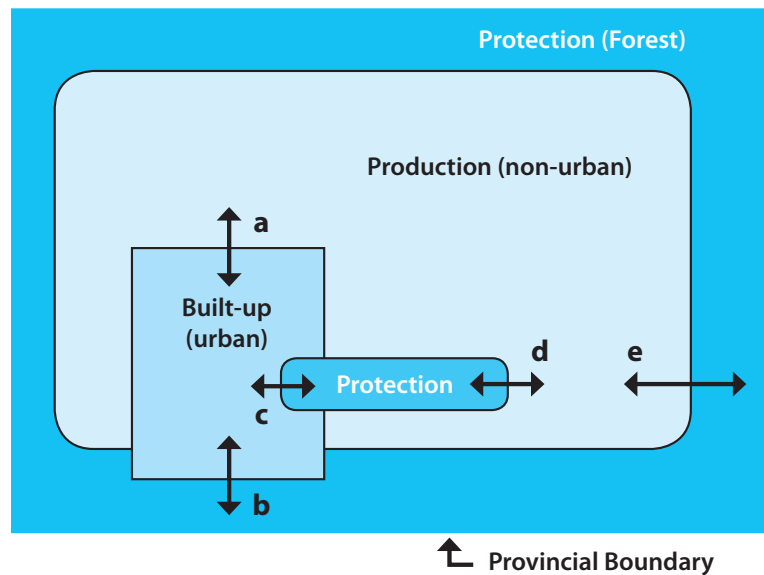 Protection (Forest)
Production (non-urban)
a
Built-up
(urban)
d
e
Protection
c
b
Provincial Boundary